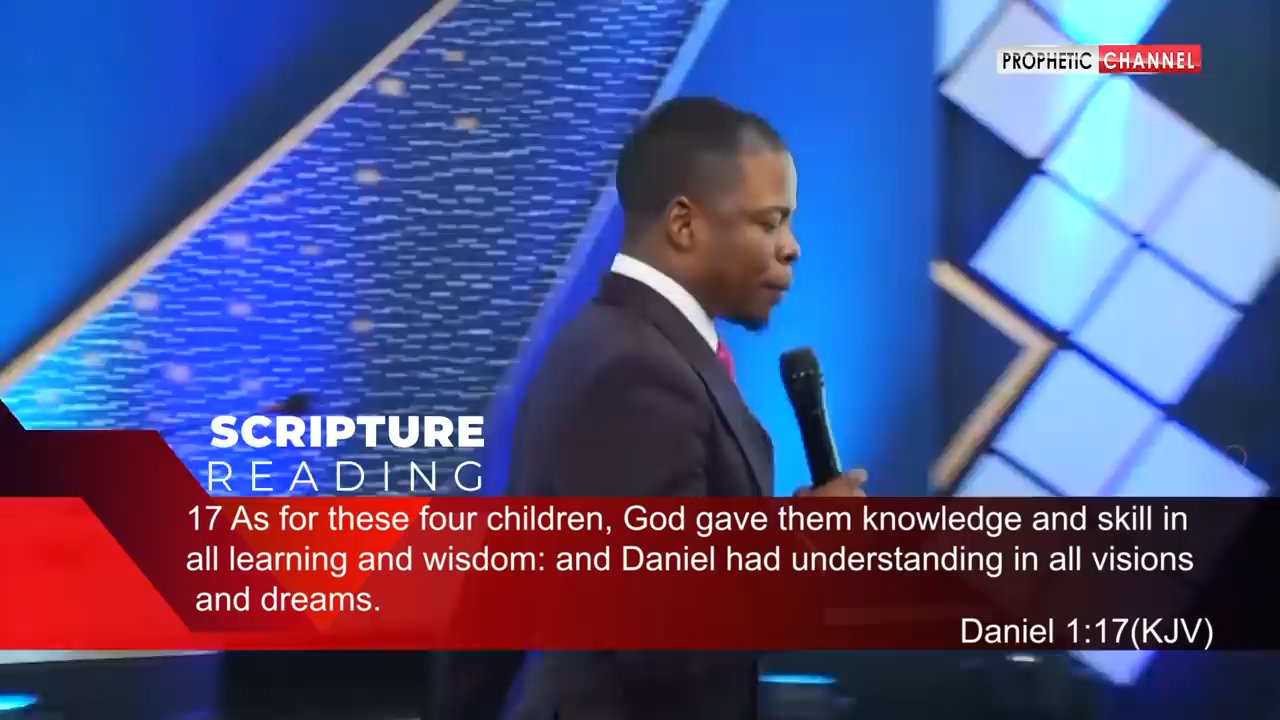 PROPHETIC CHANNEL
SCRIPTURE
READING
17 As for these four children, God gave them knowledge and skill in
all learning and wisdom: and Daniel had understanding in all visions
and dreams.
Daniel 1:17(KJV)